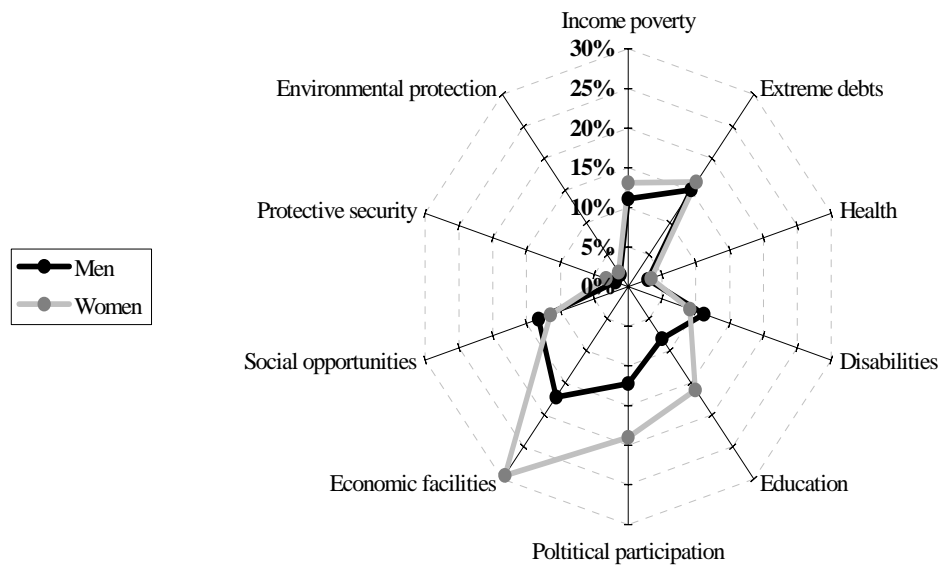 Income poverty
30%
Environmental protection
25%
Extreme debts
20%
15%
Protective security
10%
Health
5%
Men
0%
Women
Social opportunities
Disabilities
Economic facilities
Education
Poltitical participation